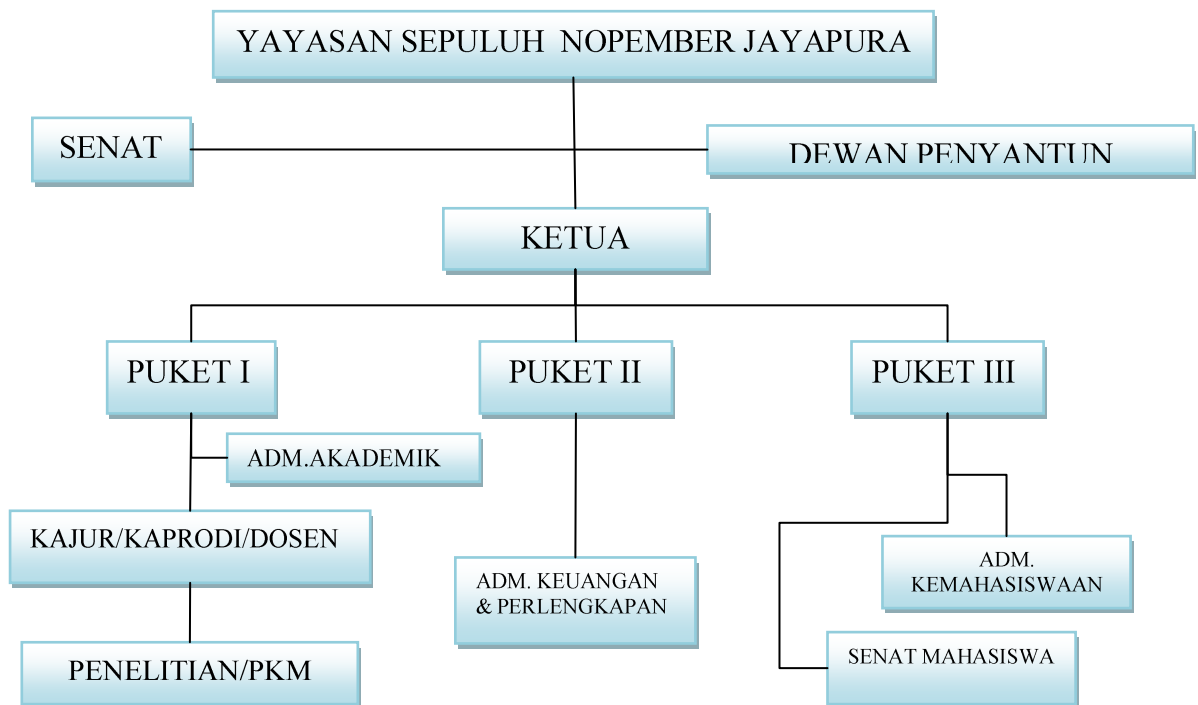 YAYASAN SEPULUH NOPEMBER JAYAPURA
SENAT
DEWAN PENYANTUN
KETUA
PUKET I
PUKET II
PUKET III
ADM.AKADEMIK
KAJUR/KAPRODI/DOSEN
ADM. KEUANGAN
& PERLENGKAPAN
ADM.
KEMAHASISWAAN
PENELITIAN/PKM
SENAT MAHASISWA